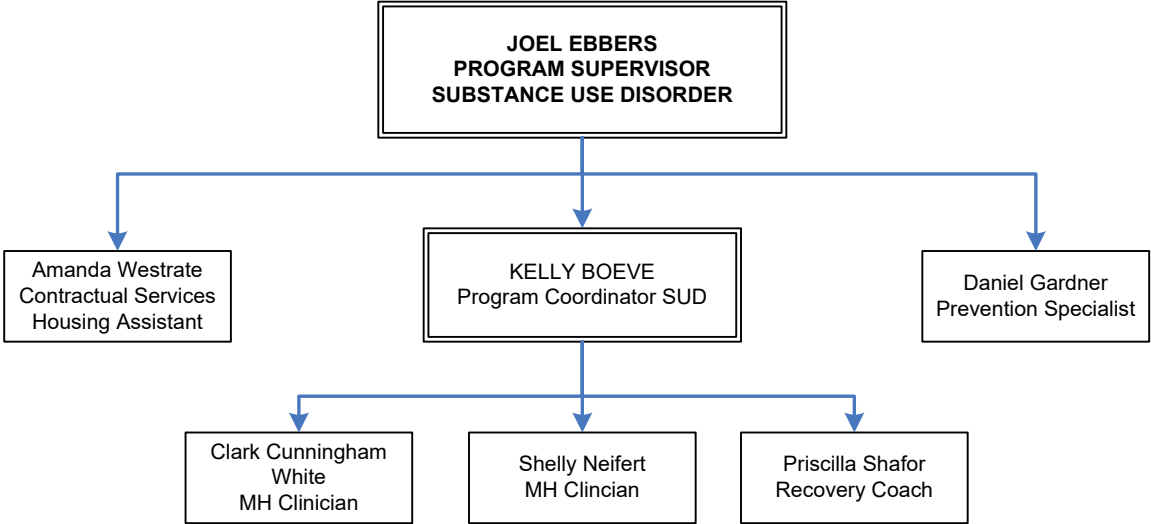 JOEL EBBERS
PROGRAM SUPERVISOR
SUBSTANCE USE DISORDER
Amanda Westrate
Contractual Services
Housing Assistant
KELLY BOEVE
Program Coordinator SUD
Daniel Gardner
Prevention Specialist
Clark Cunningham
White
MH Clinician
Shelly Neifert
MH Clincian
Priscilla Shafor
Recovery Coach